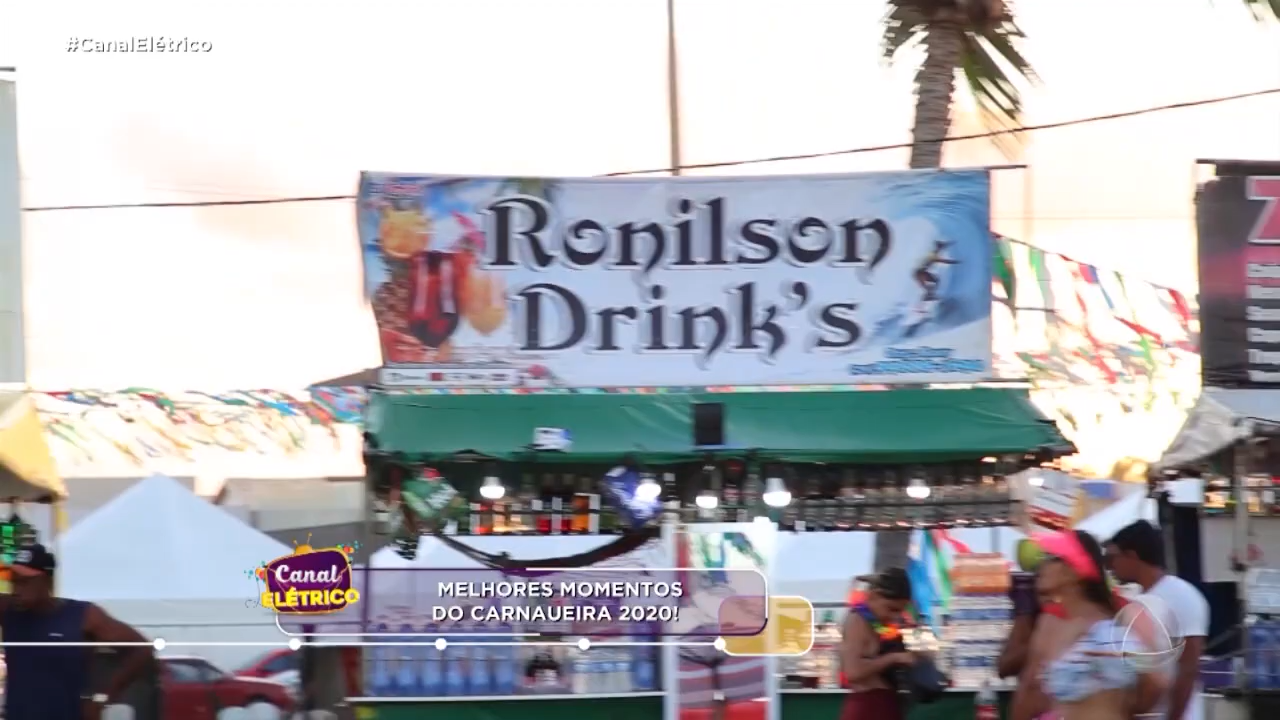 #CanalElétrico
Ronilson
Drink's
Z
Canal
ELÉTRICO
MELHORES MOMENTOS
DO CARNAUEIRA 2020!